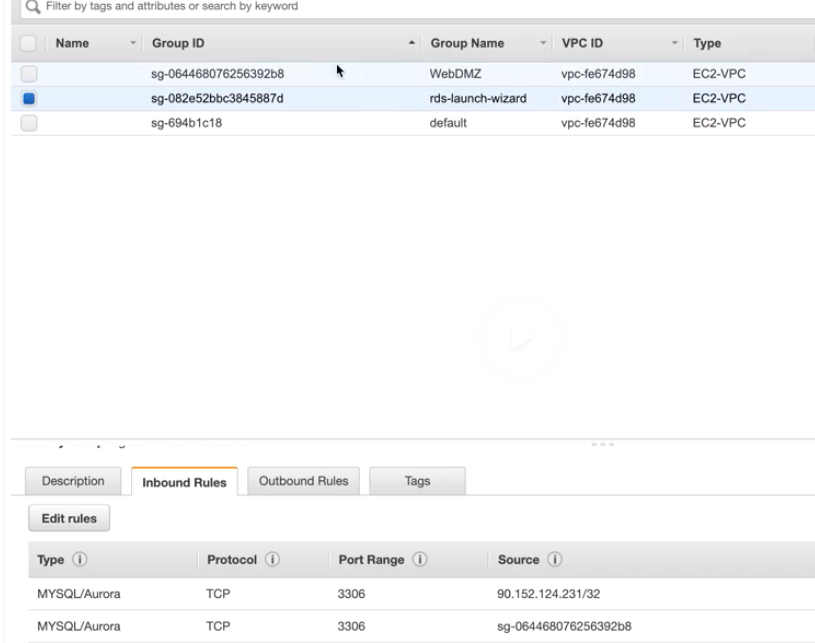 Filter by tags and attributes or search by keyword
Name Group ID Group Name VPC ID Type
sg-064468076256392b8 WebDMZ vpc-fe674d98 EC2-VPC
sg-082e52bbc3845887d rds-launch-wizard vpc-fe674d98 EC2-VPC
sg-694b1c18 default vpc-fe674d98 EC2-VPC
Description Inbound Rules Outbound Rules Tags
Edit rules
Type Protocol Port Range Source
MYSQL/Aurora TCP 3306 90.152.124.231/32
MYSQL/Aurora TCP 3306 sg-064468076256392b8